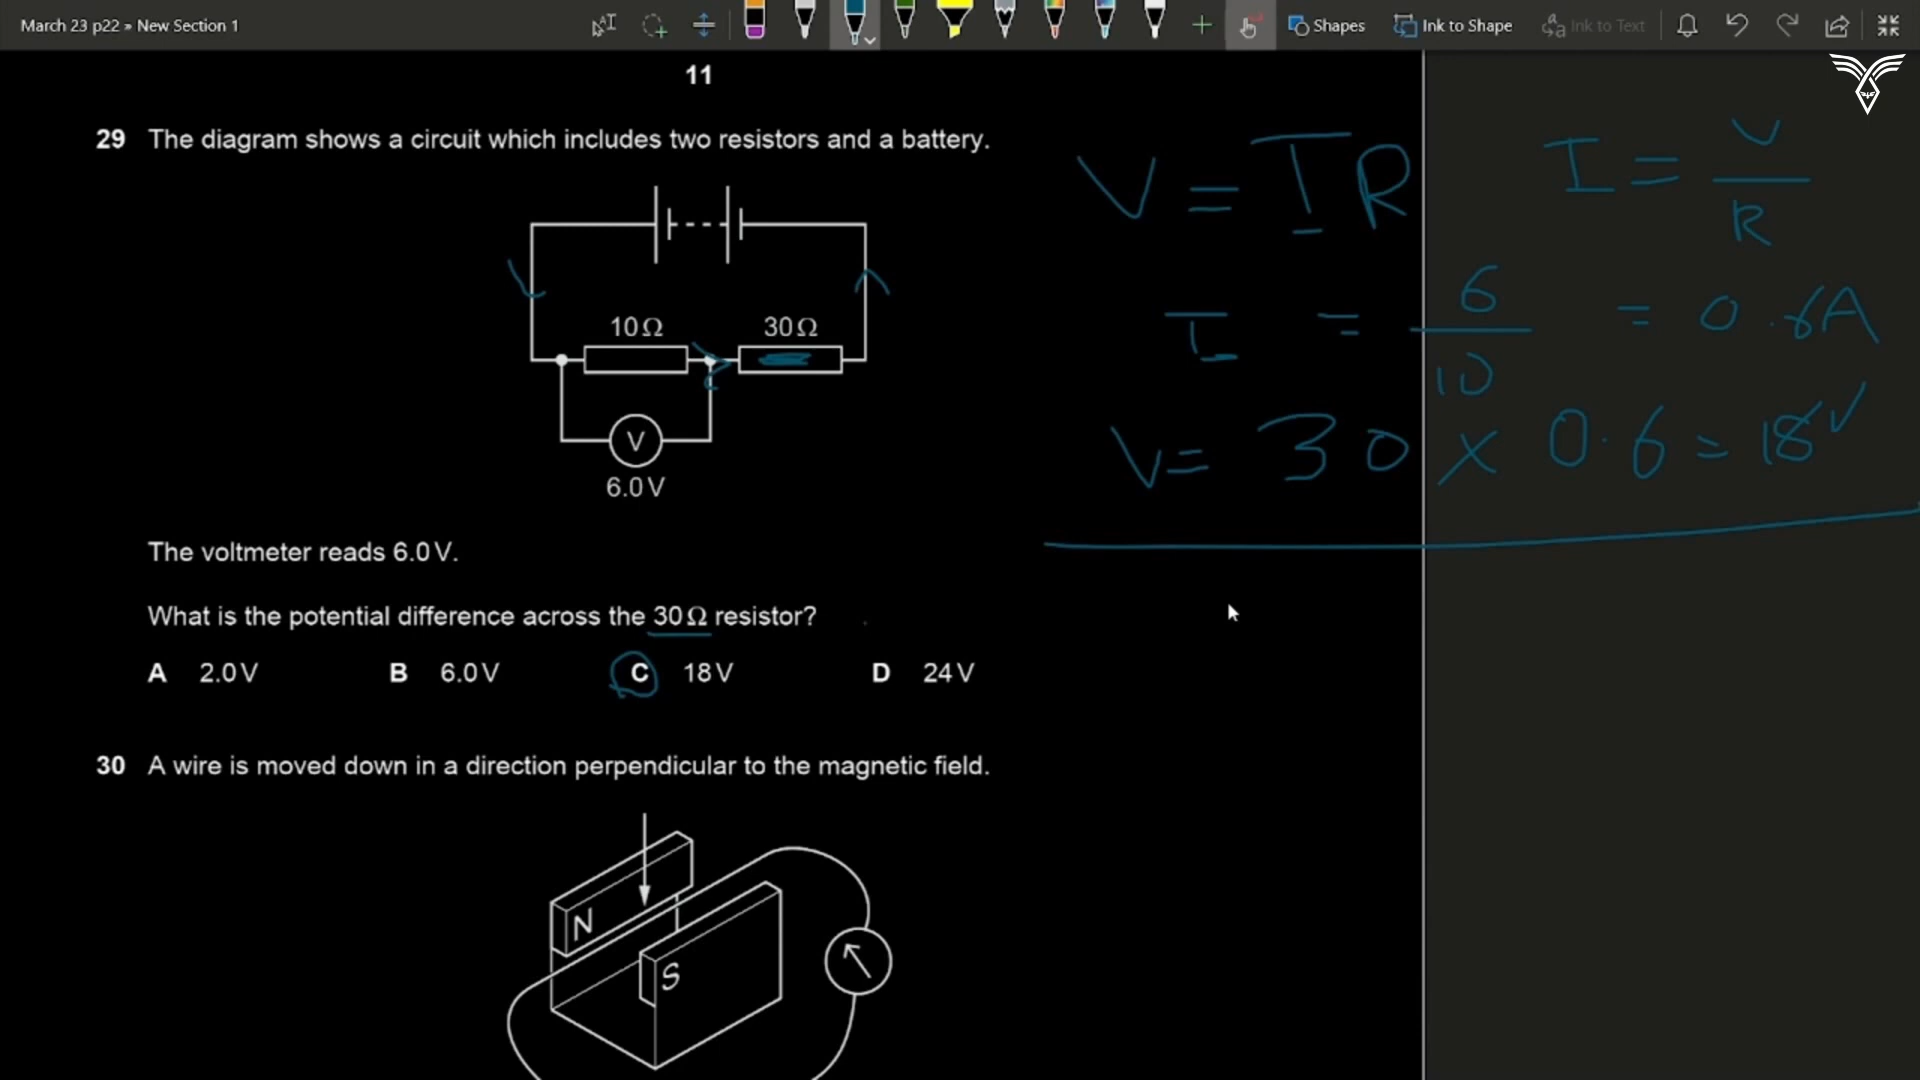 March 23 p22 » New Section 1
Shapes
Ink to Shape
Ink to Text
11
29 The diagram shows a circuit which includes two resistors and a battery.
10Ω 30Ω
V
6.0V
The voltmeter reads 6.0V.
What is the potential difference across the 30Ω resistor?
A 2.0V B 6.0V C 18V D 24V
30 A wire is moved down in a direction perpendicular to the magnetic field.
N
S
V = IR
I = V/R
I = 6/10 = 0.6A
V = 30 × 0.6 = 18V